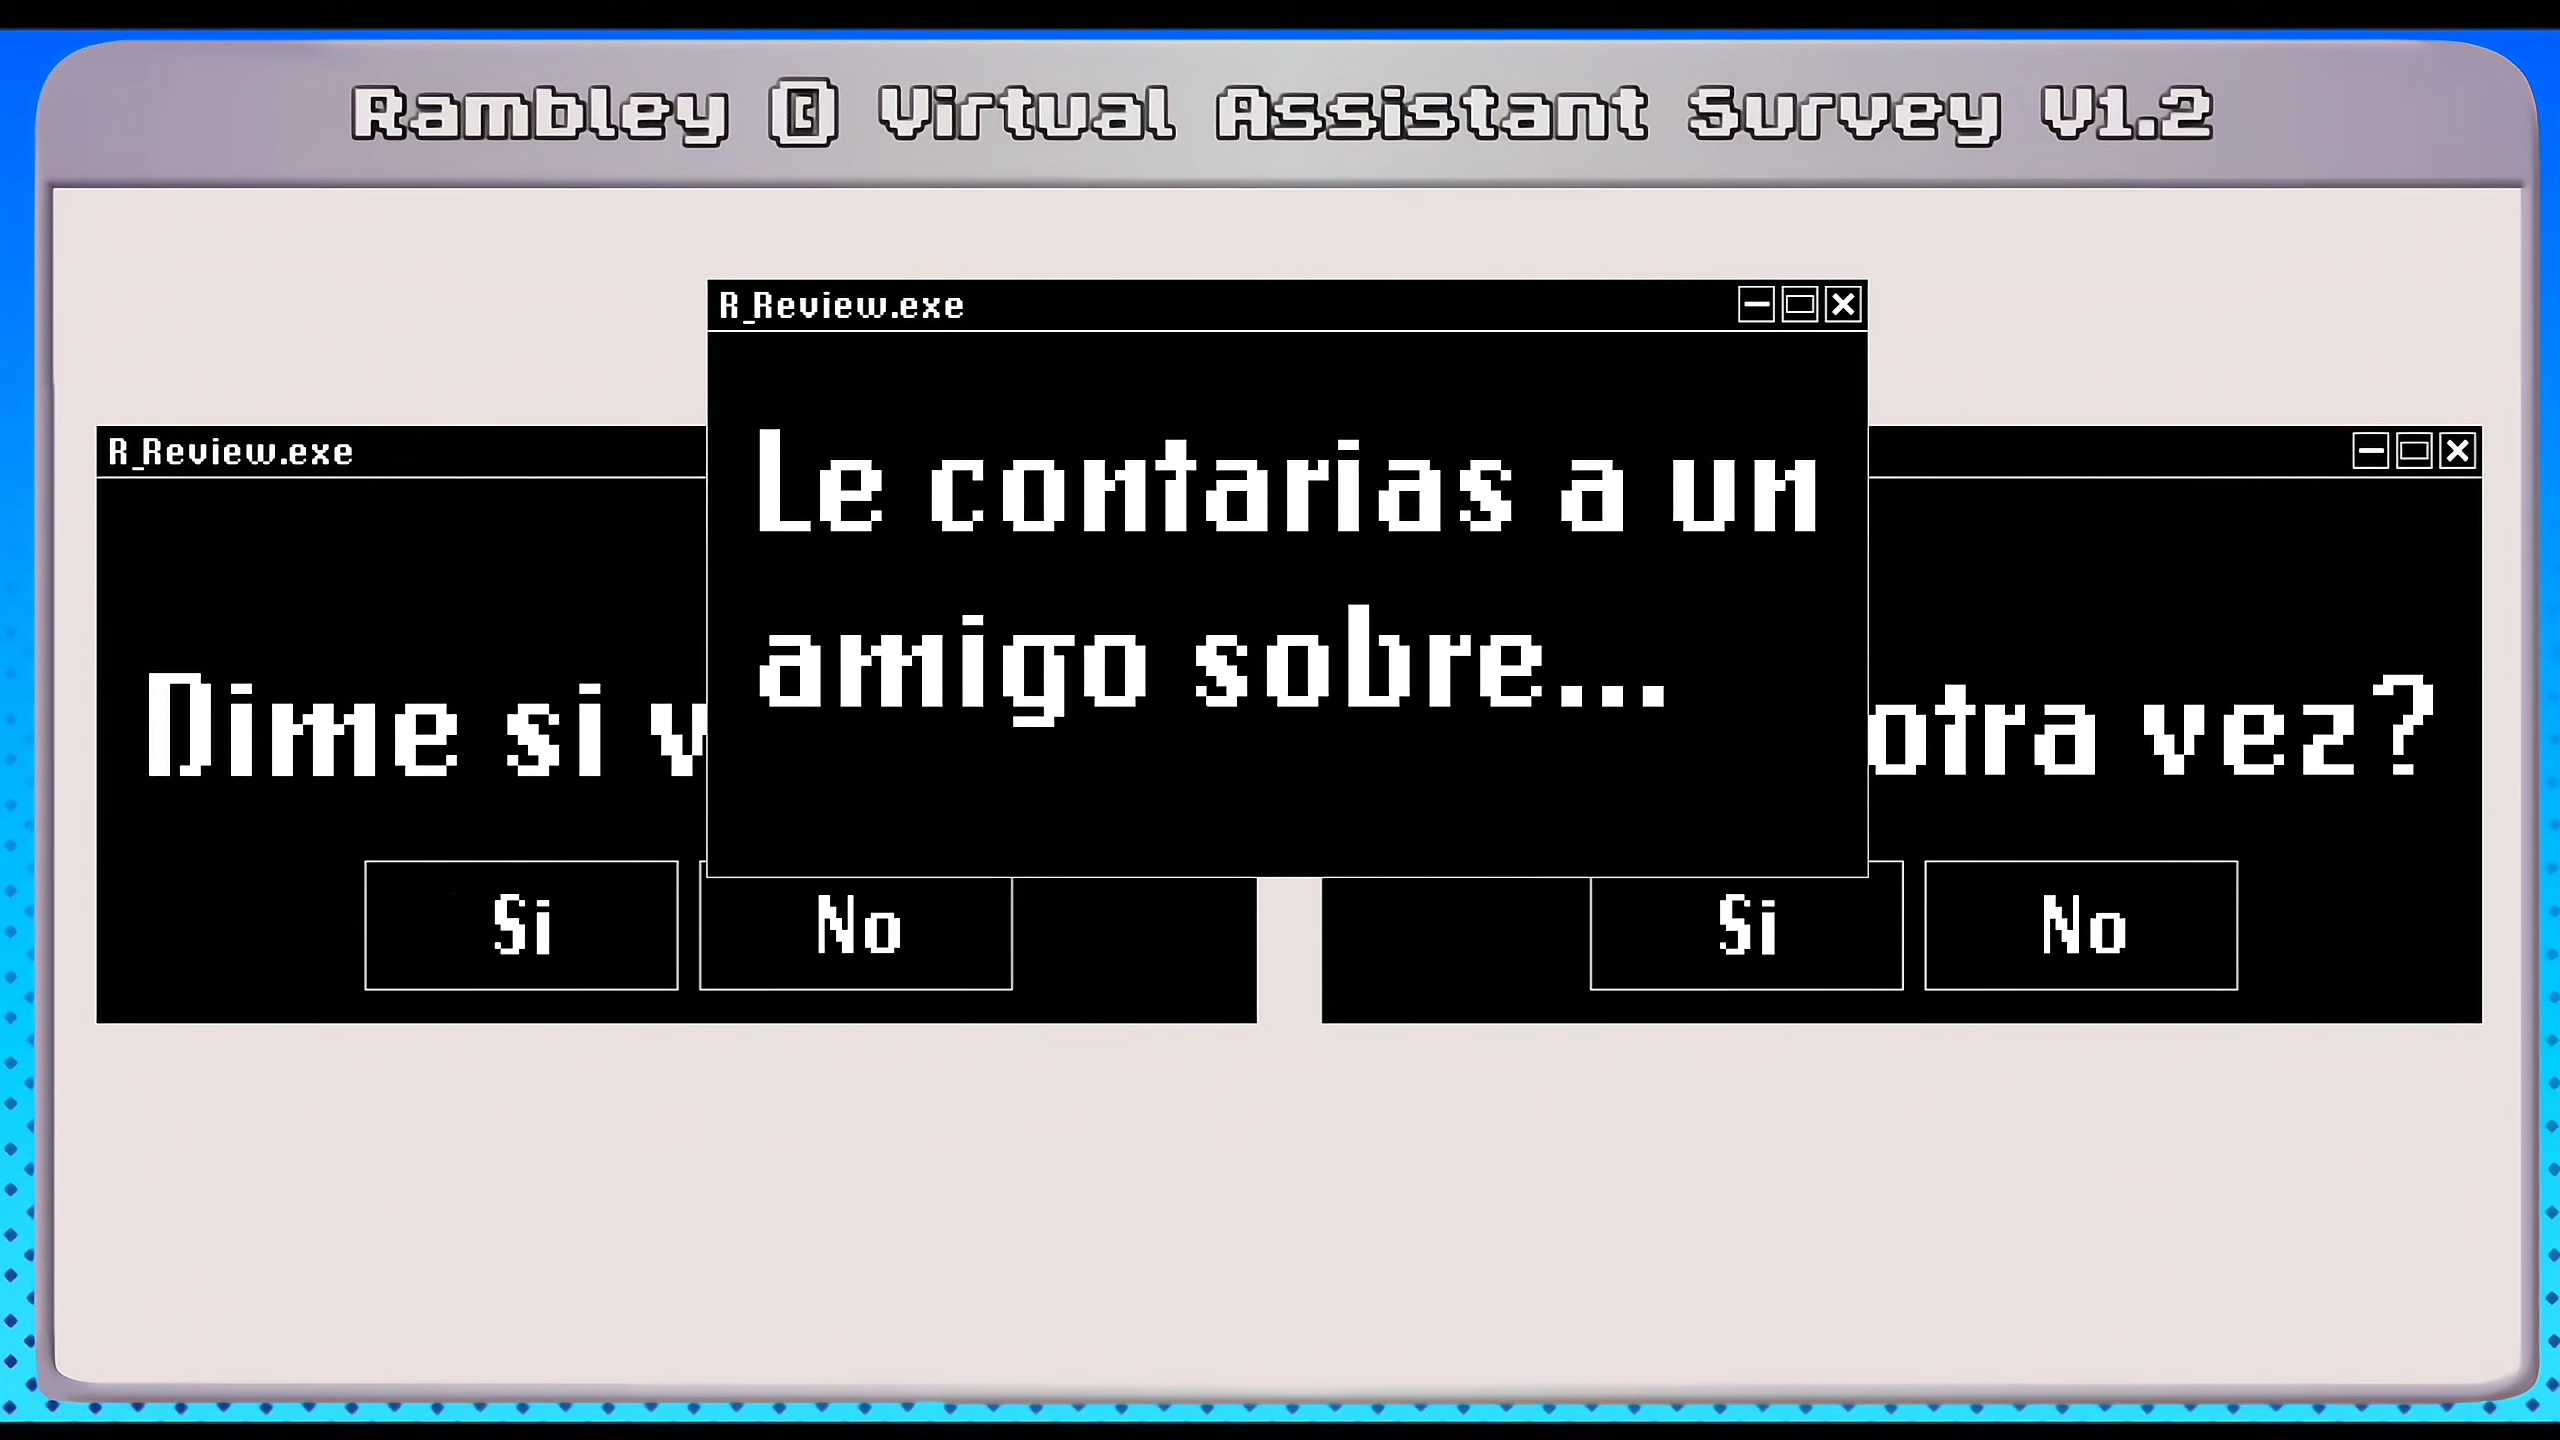 Rambley © Virtual Assistant Survey V1.2
R_Review.exe
Le contarias a un
amigo sobre...
R_Review.exe
Dime si
Si
No
otra vez?
Si
No